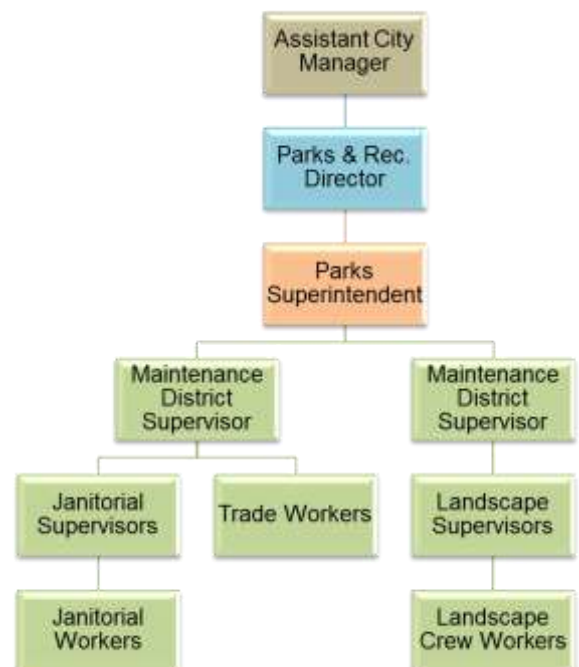 Assistant City
Manager
Parks & Rec.
Director
Parks
Superintendent
Maintenance
District
Supervisor
Maintenance
District
Supervisor
Janitorial
Supervisors
Trade Workers
Landscape
Supervisors
Janitorial
Workers
Landscape
Crew Workers